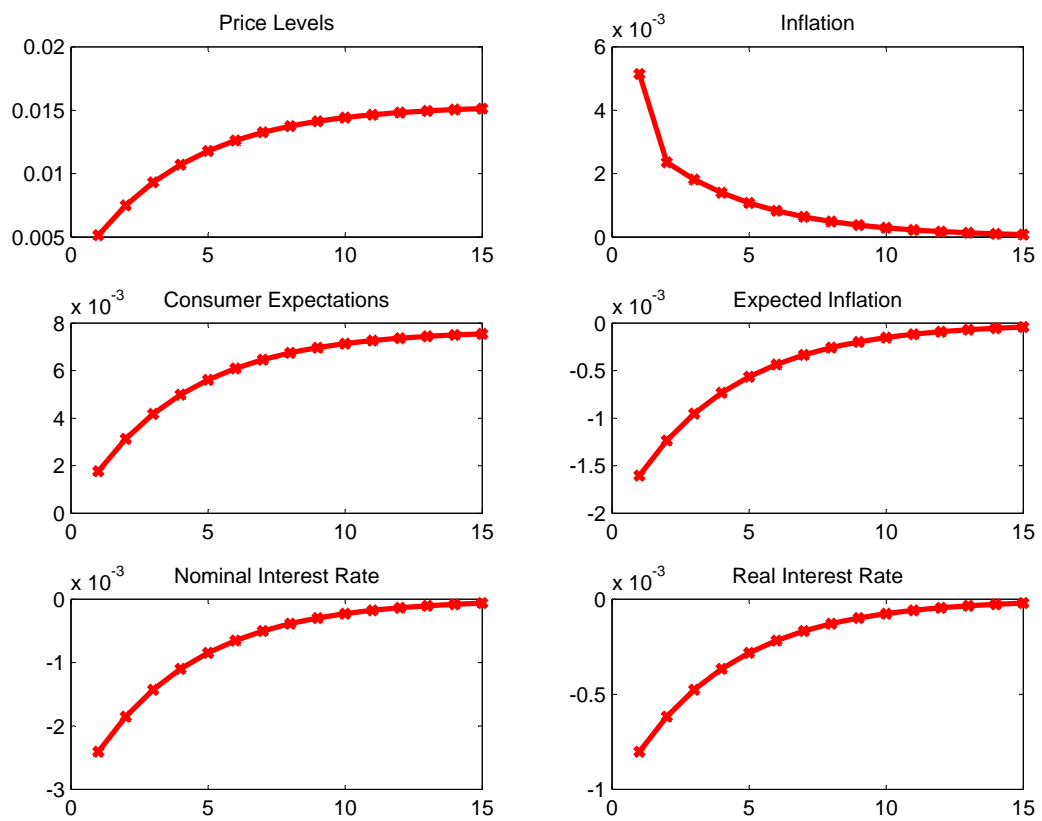 Price Levels
0.02
0.015
0.01
0.005
0 5 10 15
Inflation
x 10^-3
6
4
2
0
0 5 10 15
Consumer Expectations
x 10^-3
8
6
4
2
0
0 5 10 15
Expected Inflation
x 10^-3
0
-0.5
-1
-1.5
-2
0 5 10 15
Nominal Interest Rate
x 10^-3
0
-1
-2
-3
0 5 10 15
Real Interest Rate
x 10^-3
0
-0.5
-1
0 5 10 15